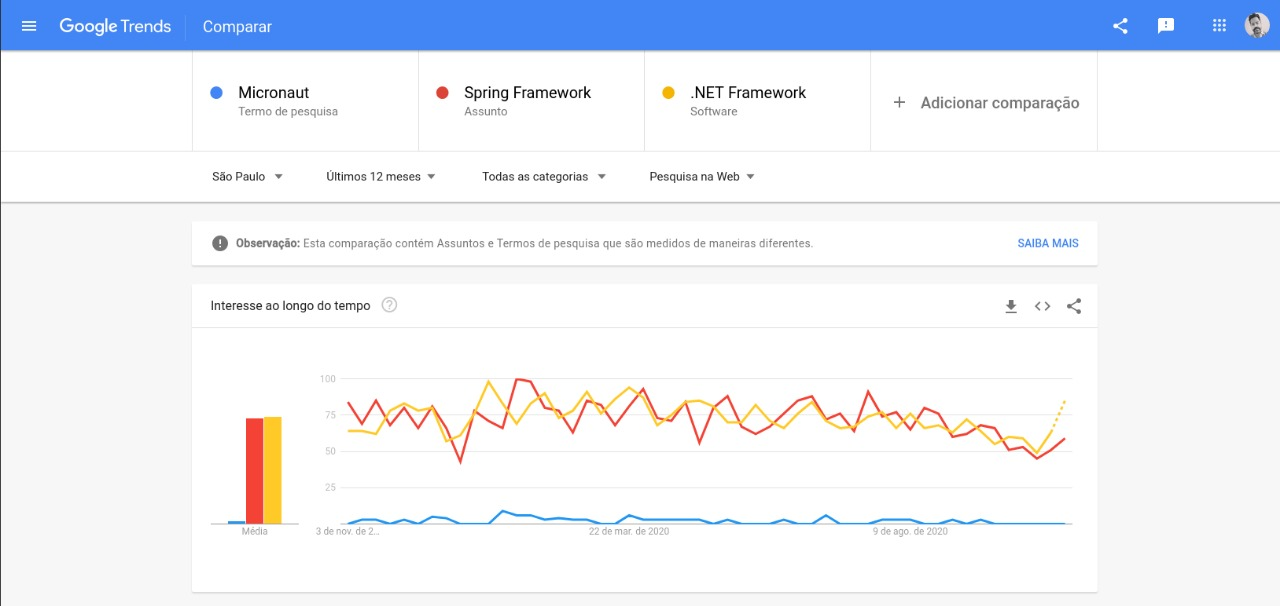 Google Trends Comparar
Micronaut
Termo de pesquisa
Spring Framework
Assunto
.NET Framework
Software
+ Adicionar comparação
São Paulo Últimos 12 meses Todas as categorias Pesquisa na Web
Observação: Esta comparação contém Assuntos e Termos de pesquisa que são medidos de maneiras diferentes. SAIBA MAIS
Interesse ao longo do tempo
100
75
50
25
Média
3 de nov. de 2... 22 de mar. de 2020 9 de ago. de 2020